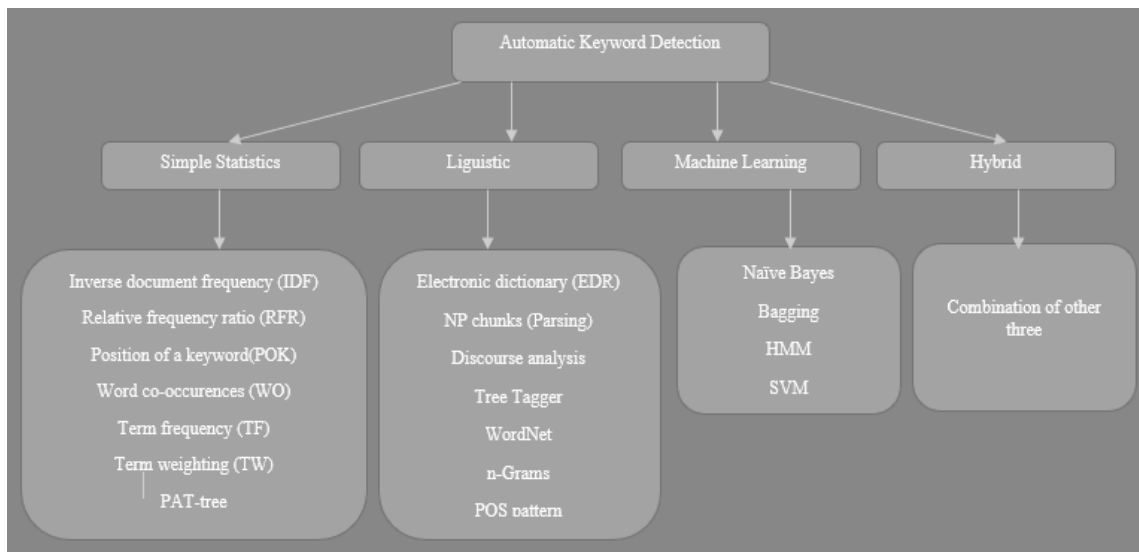 Automatic Keyword Detection
Simple Statistics
Liguistic
Machine Learning
Hybrid
Inverse document frequency (IDF)
Relative frequency ratio (RFR)
Position of a keyword(POK)
Word co-occurences (WO)
Term frequency (TF)
Term weighting (TW)
PAT-tree
Electronic dictionary (EDR)
NP chunks (Parsing)
Discourse analysis
Tree Tagger
WordNet
n-Grams
POS pattern
Naïve Bayes
Bagging
HMM
SVM
Combination of other
three